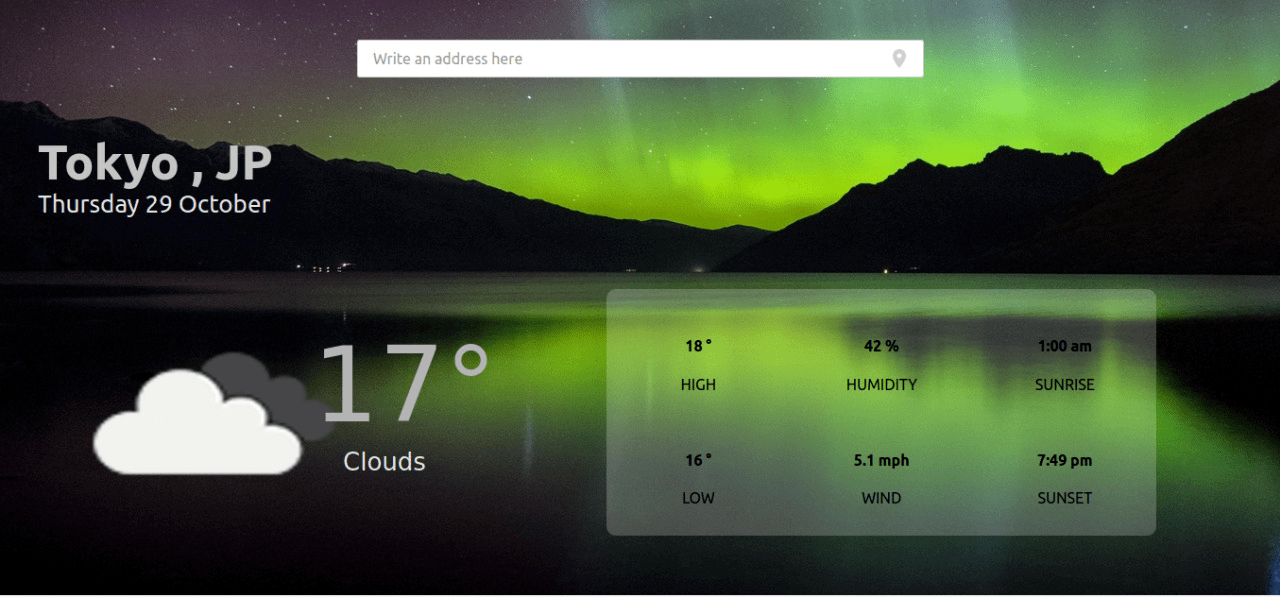 Write an address here
Tokyo , JP
Thursday 29 October
17°
Clouds
18 ° 42 % 1:00 am
HIGH HUMIDITY SUNRISE
16 ° 5.1 mph 7:49 pm
LOW WIND SUNSET